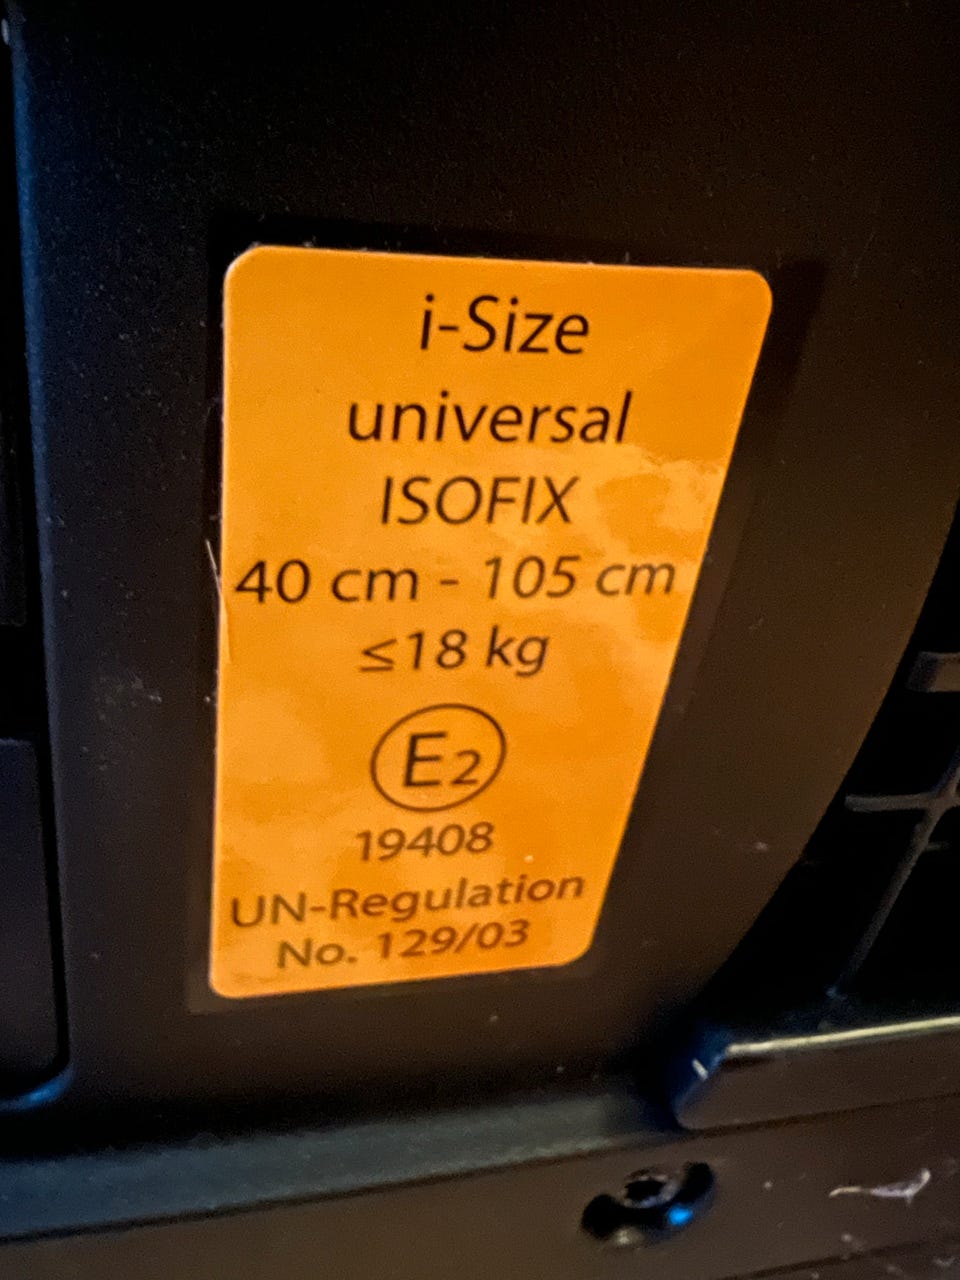 i-Size
universal
ISOFIX
40 cm - 105 cm
≤18 kg
E2
19408
UN-Regulation
No. 129/03